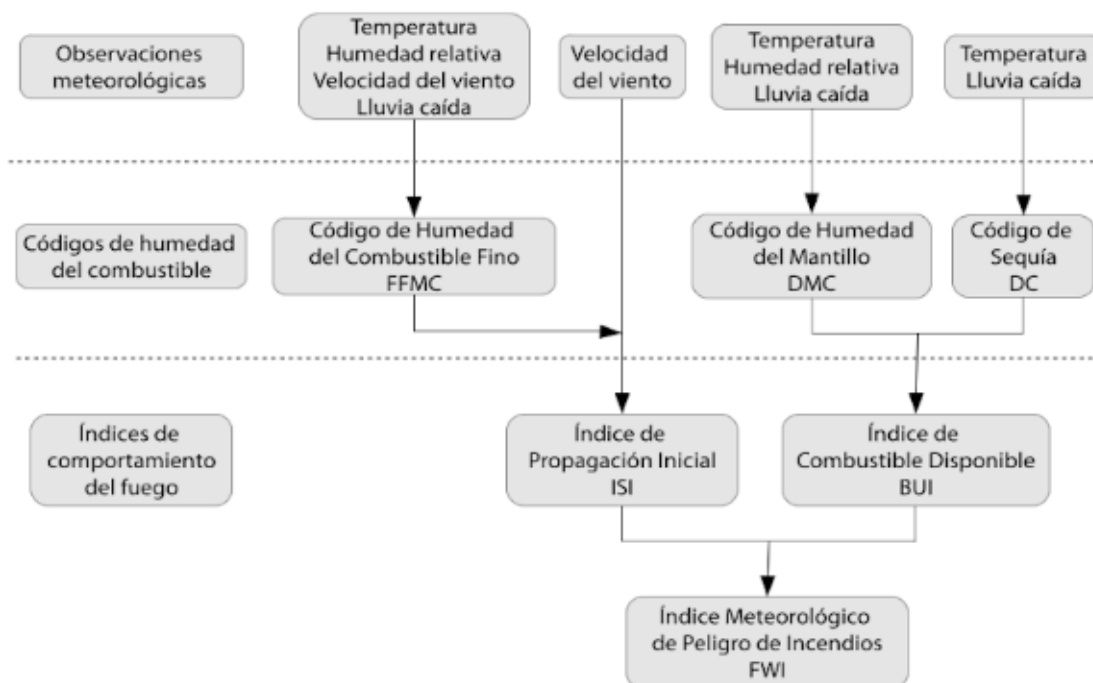 Observaciones
meteorológicas
Temperatura
Humedad relativa
Velocidad del viento
Lluvia caída
Velocidad
del viento
Temperatura
Humedad relativa
Lluvia caída
Temperatura
Lluvia caída
Códigos de humedad
del combustible
Código de Humedad
del Combustible Fino
FFMC
Código de Humedad
del Mantillo
DMC
Código de
Sequía
DC
Índices de
comportamiento
del fuego
Índice de
Propagación Inicial
ISI
Índice de
Combustible Disponible
BUI
Índice Meteorológico
de Peligro de Incendios
FWI